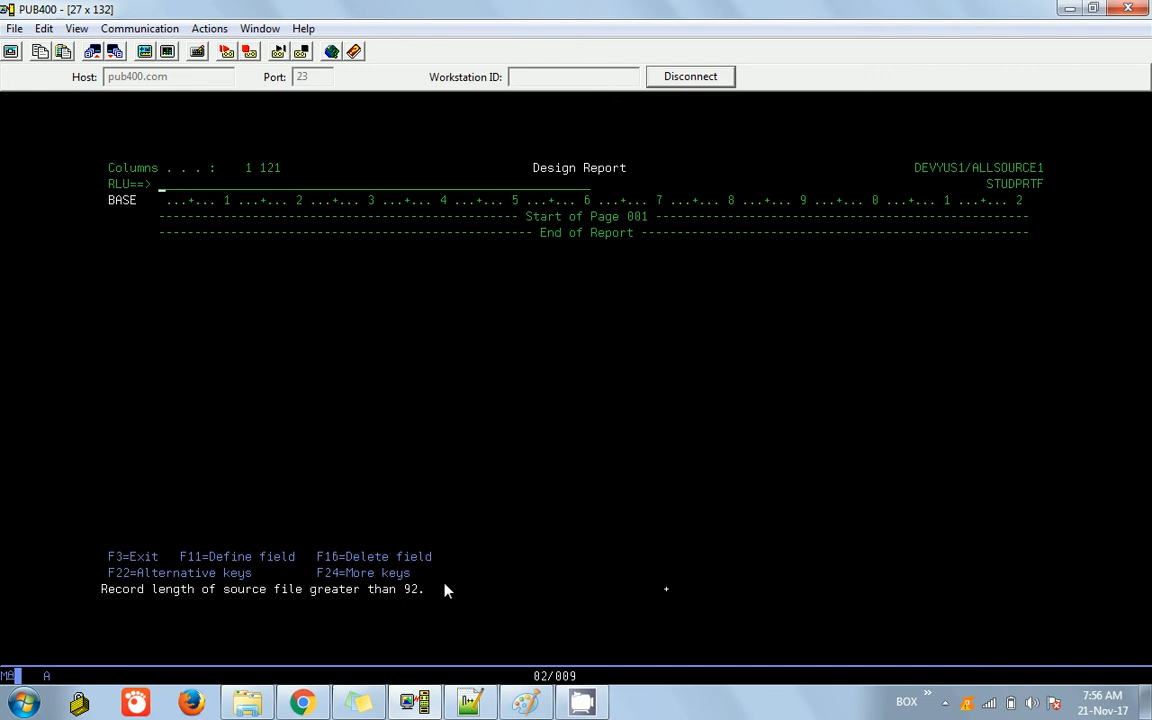 PUB400 - [27 x 132]
File Edit View Communication Actions Window Help
Host: pub400.com Port: 23 Workstation ID: Disconnect
Columns . . . : 1 121 Design Report DEVYUS1/ALLSOURCE1
RLU==> STUDPRTF
BASE ...+... 1 ...+... 2 ...+... 3 ...+... 4 ...+... 5 ...+... 6 ...+... 7 ...+... 8 ...+... 9 ...+... 0 ...+... 1 ...+... 2
---------------------------------------------------- Start of Page 001 ----------------------------------------------------
---------------------------------------------------- End of Report ------------------------------------------------------
F3=Exit F11=Define field F16=Delete field
F22=Alternative keys F24=More keys
Record length of source file greater than 92. +
A 02/009
BOX » 7:56 AM
21-Nov-17